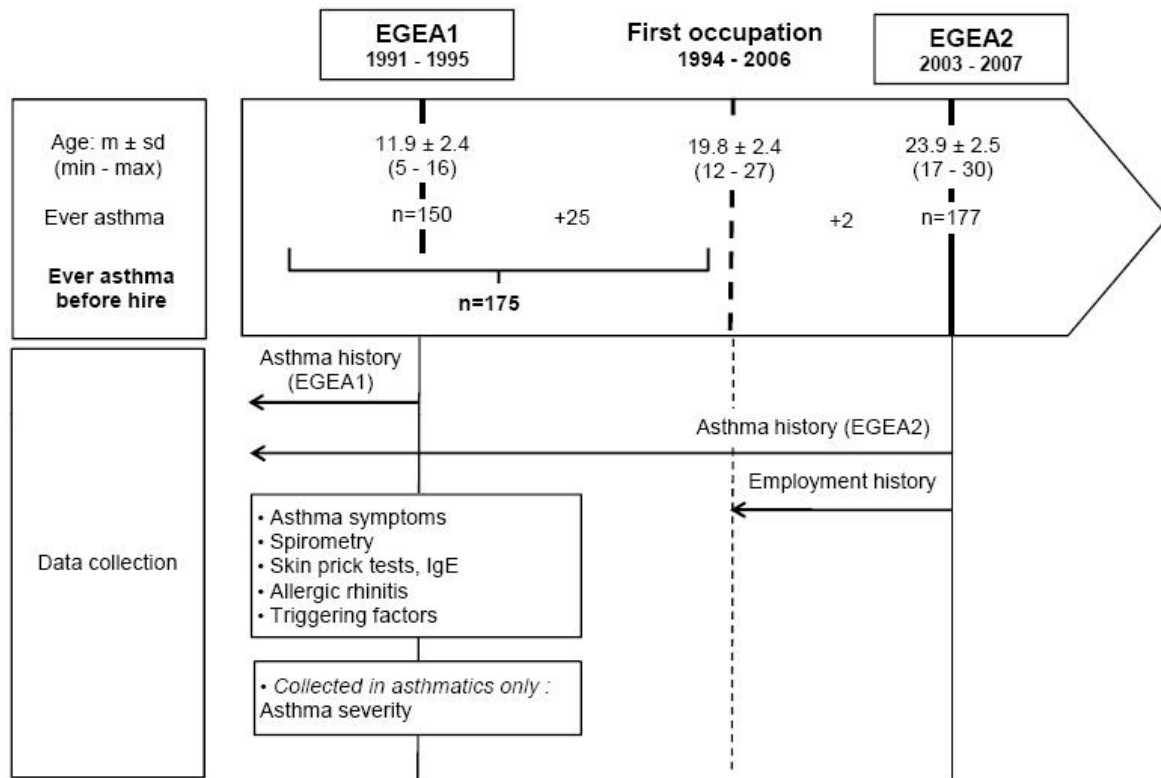 EGEA1
1991 - 1995
First occupation
1994 - 2006
EGEA2
2003 - 2007
Age: m ± sd
(min - max)
11.9 ± 2.4
(5 - 16)
19.8 ± 2.4
(12 - 27)
23.9 ± 2.5
(17 - 30)
Ever asthma
n=150
+25
+2
n=177
Ever asthma
before hire
n=175
Asthma history
(EGEA1)
Asthma history (EGEA2)
Employment history
Data collection
• Asthma symptoms
• Spirometry
• Skin prick tests, IgE
• Allergic rhinitis
• Triggering factors
• Collected in asthmatics only :
Asthma severity